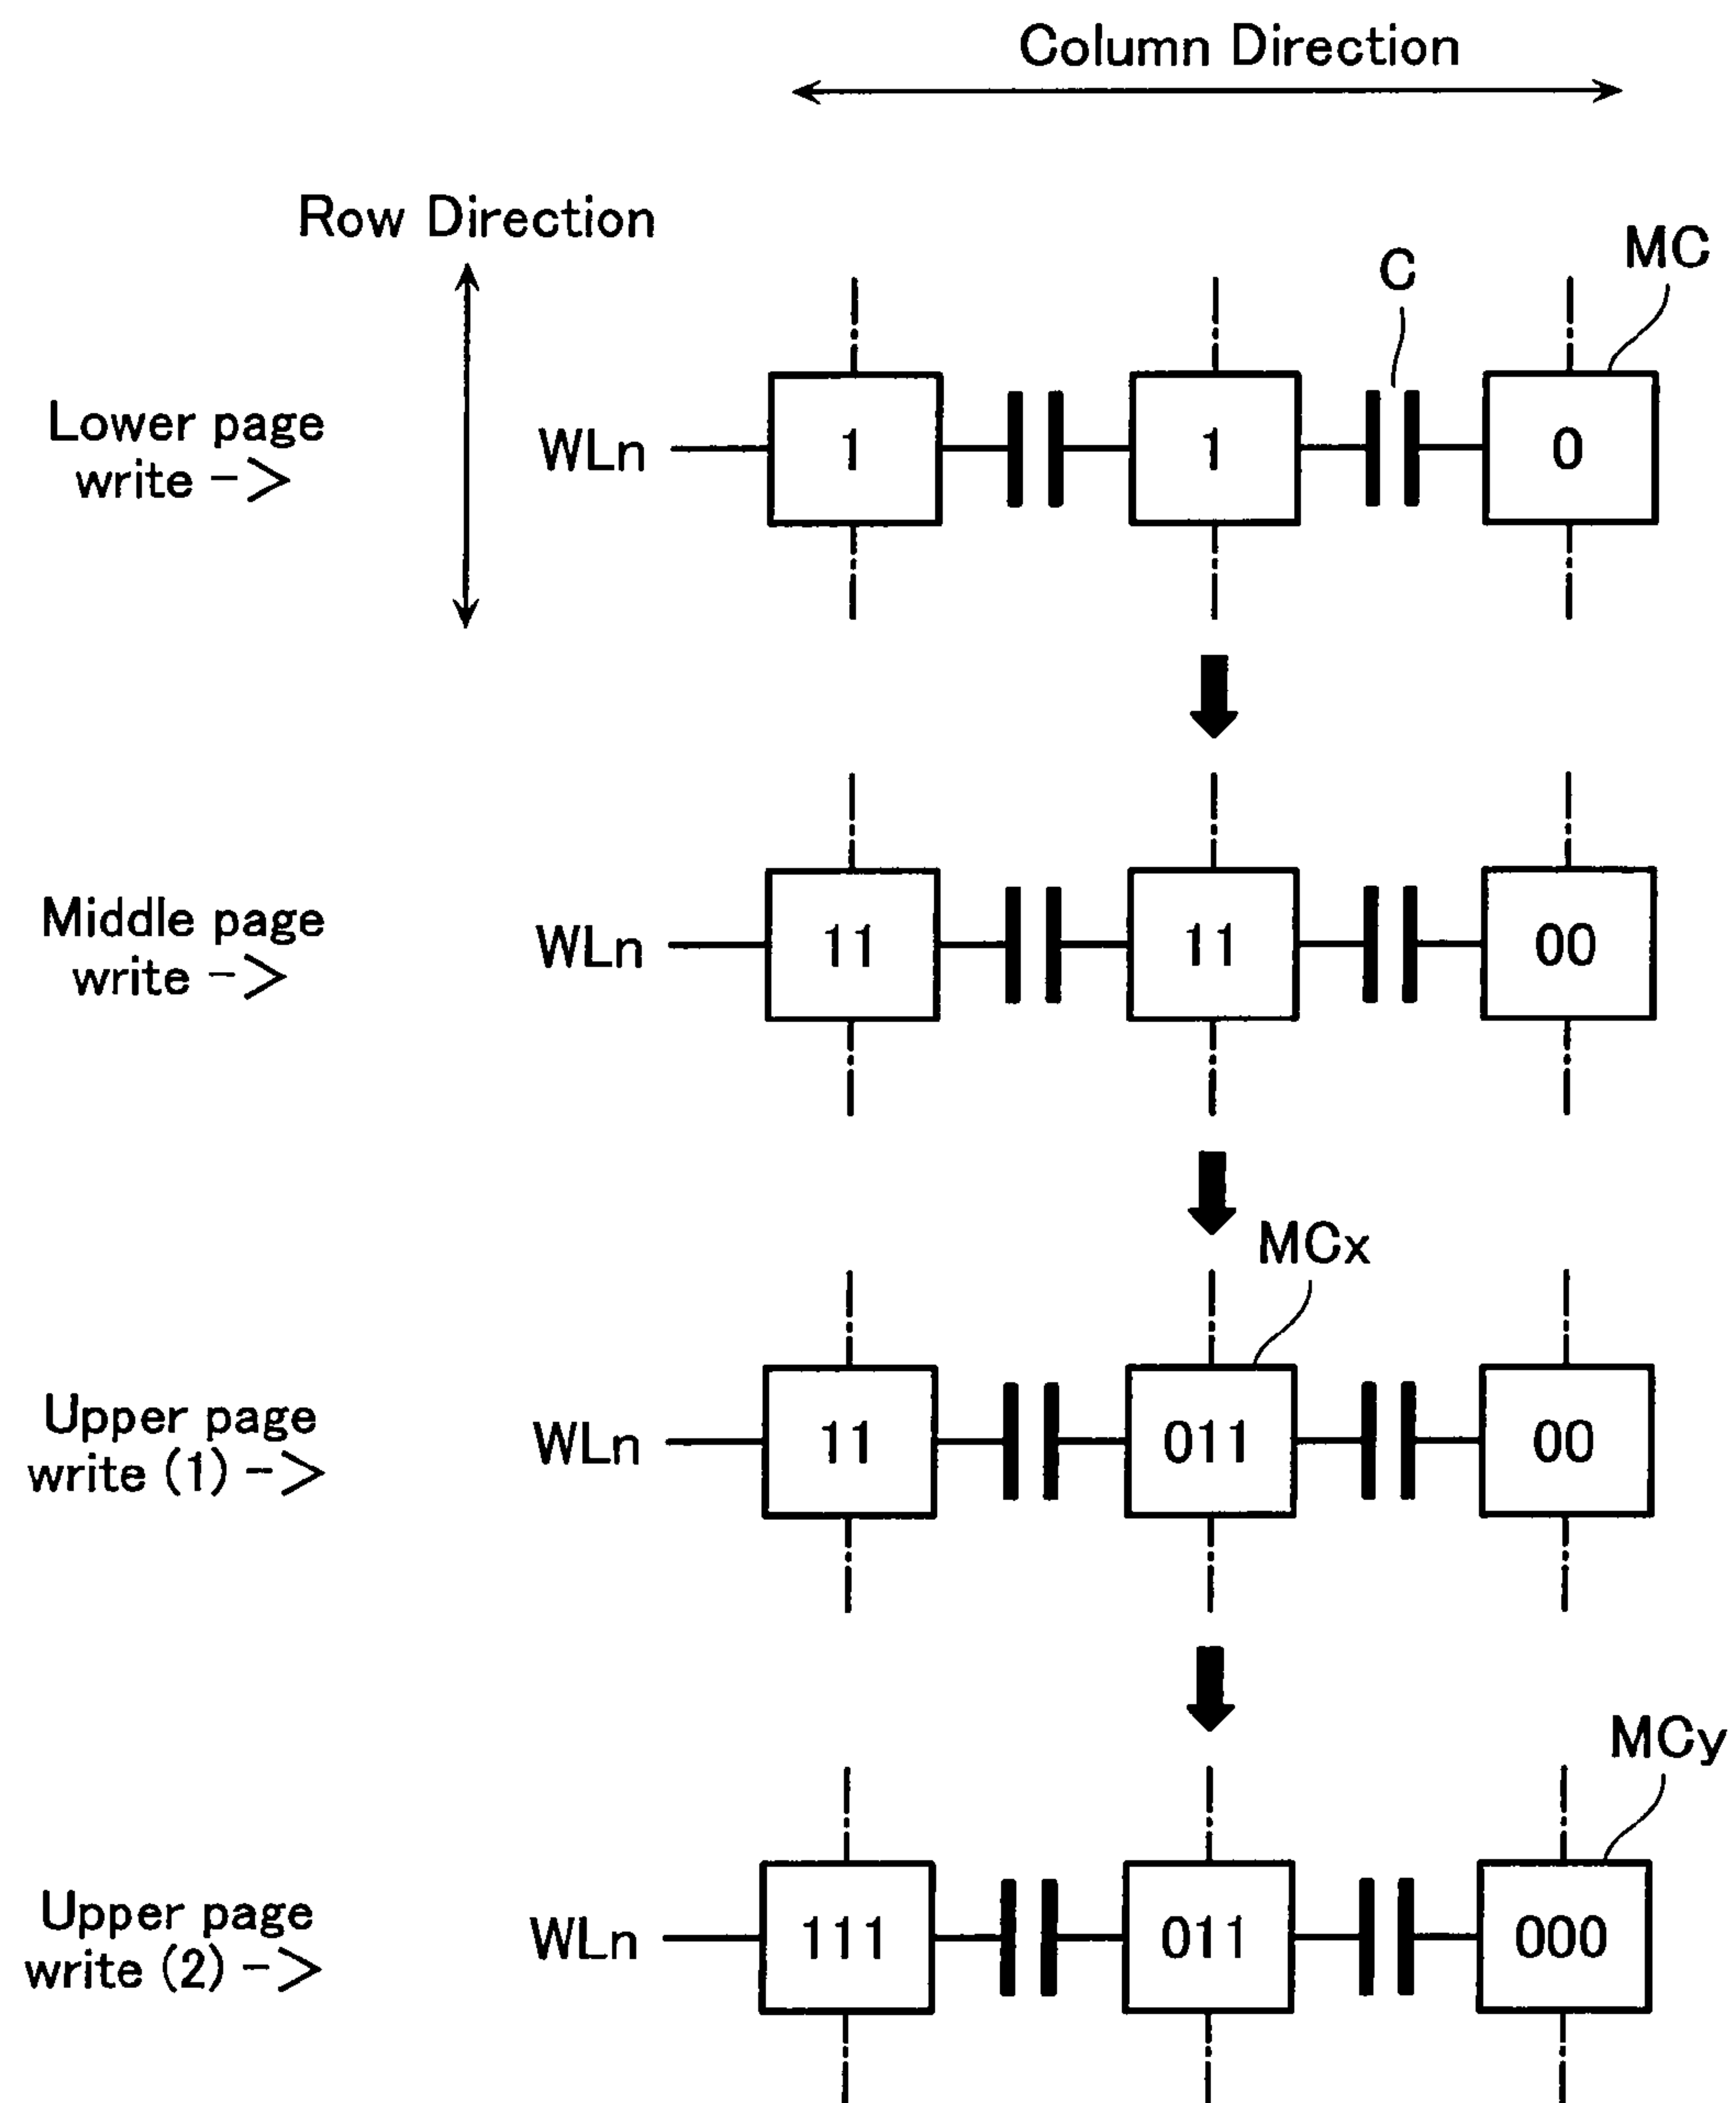 Column Direction
Row Direction
C
MC
Lower page
write ->
WLn
1
1
0
Middle page
write ->
WLn
11
11
00
MCx
Upper page
write (1) ->
WLn
11
011
00
MCy
Upper page
write (2) ->
WLn
111
011
000